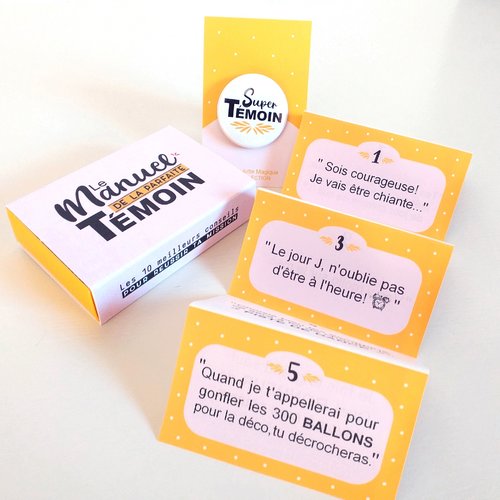 Le
Manuel
DE LA PARFAITE
TÉMOIN
Les 10 meilleurs conseils
POUR RÉUSSIR TA MISSION
Super
TÉMOIN
Magique
1
"Sois courageuse!
Je vais être chiante..."
3
"Le jour J, n'oublie pas
d'être à l'heure! "
5
"Quand je t'appellerai pour
gonfler les 300 BALLONS
pour la déco, tu décrocheras."